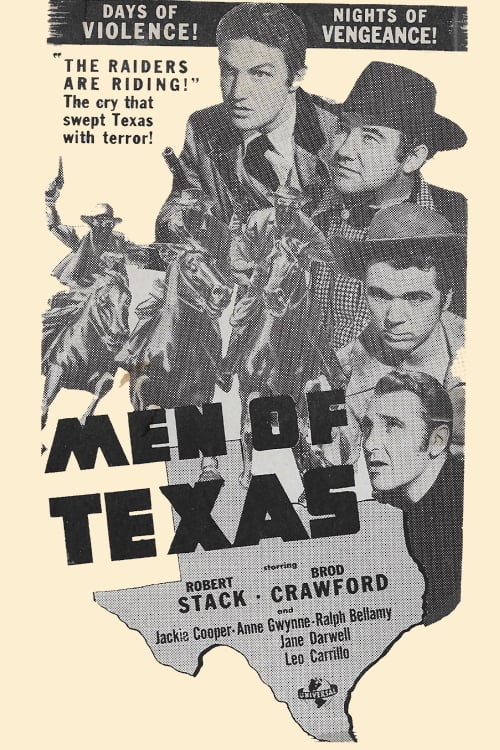 DAYS OF
VIOLENCE!
NIGHTS OF
VENGEANCE!
"THE RAIDERS
ARE RIDING!"
The cry that
swept Texas
with terror!
MEN OF
TEXAS
starring
ROBERT
STACK · BROD
CRAWFORD
and
Jackie Cooper · Anne Gwynne · Ralph Bellamy
Jane Darwell
Leo Carrillo
UNIVERSAL